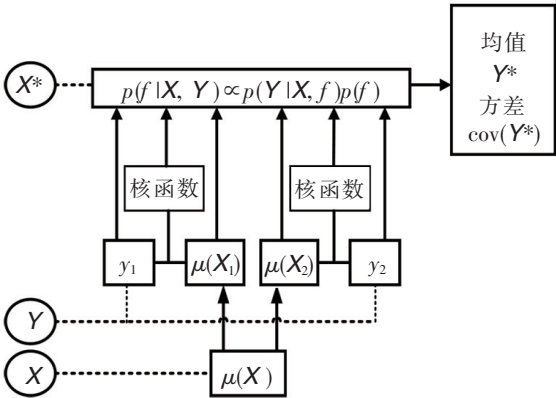 X*
p(f|X, Y)∝p(Y|X,f)p(f)
均值
Y*
方差
cov(Y*)
核函数
核函数
y₁
μ(X₁)
μ(X₂)
y₂
Y
X
μ(X)